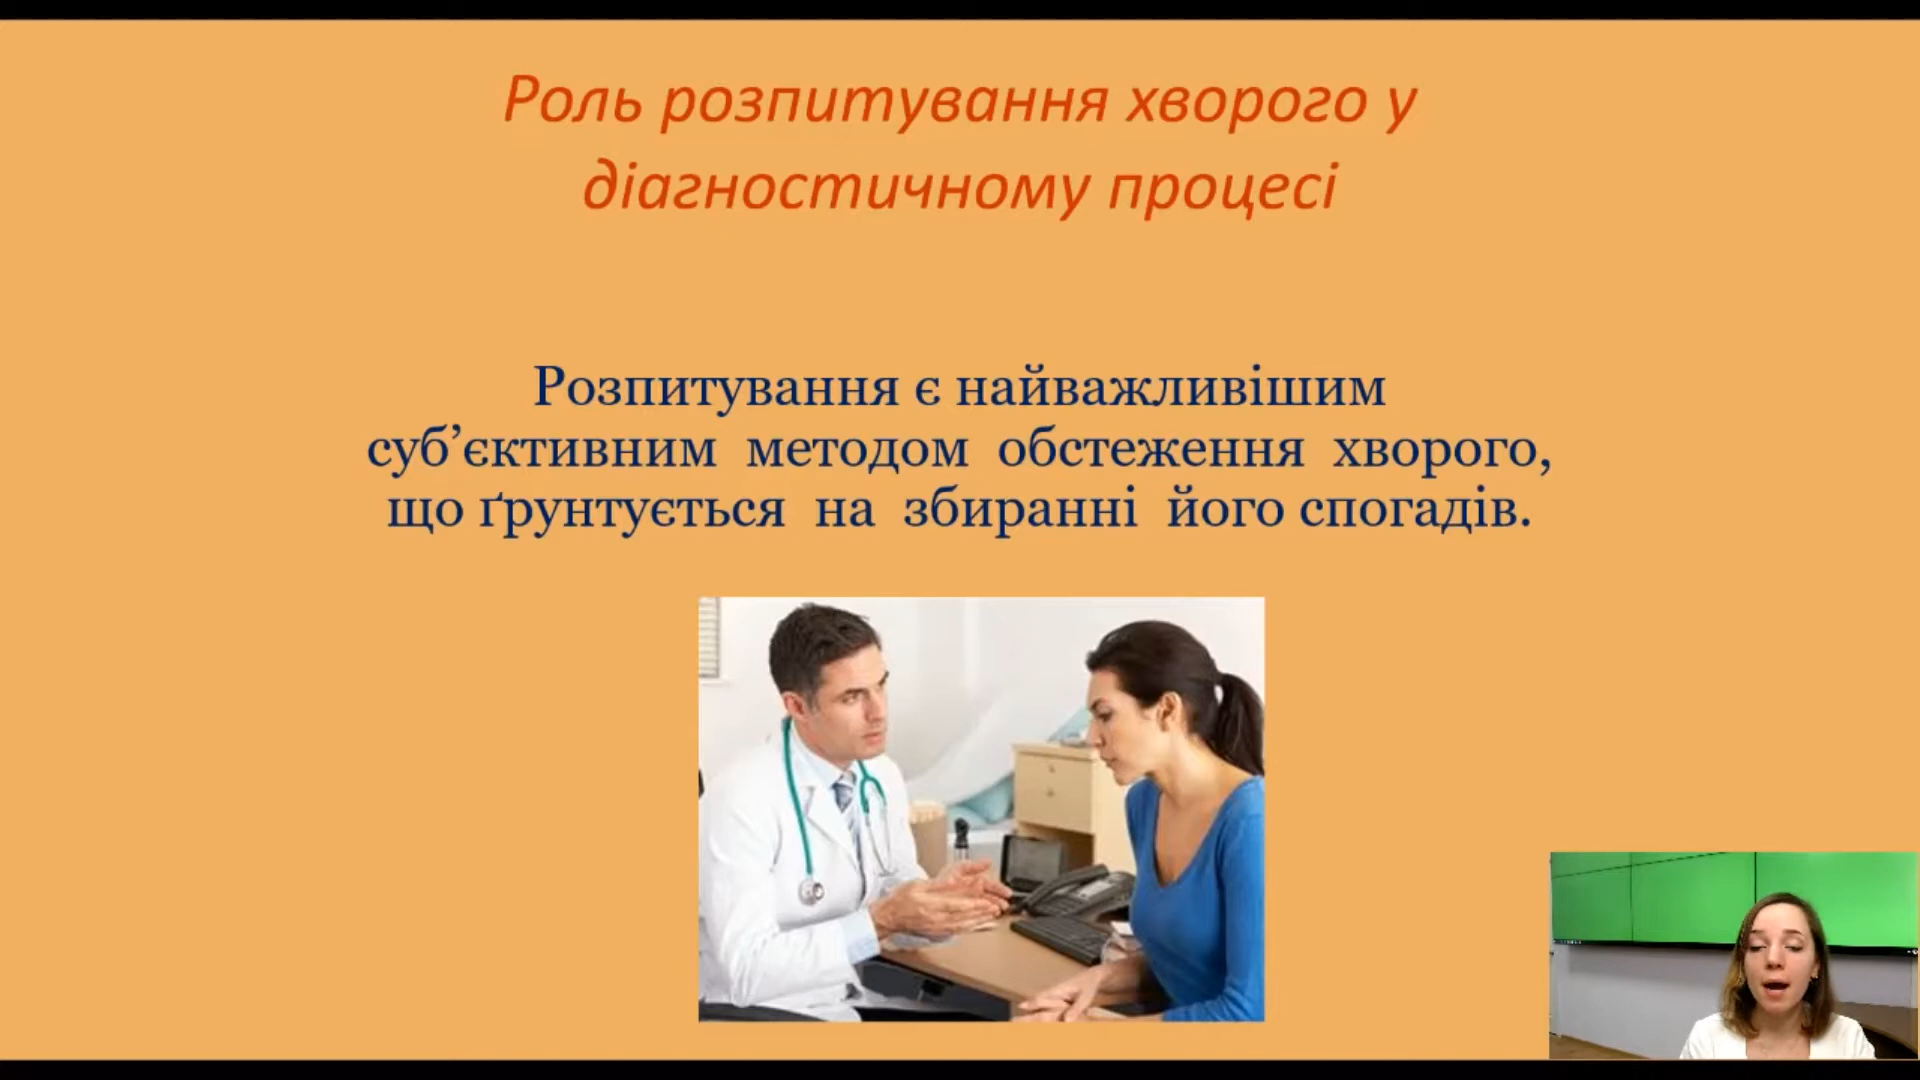 Роль розпитування хворого у
діагностичному процесі
Розпитування є найважливішим
суб’єктивним методом обстеження хворого,
що ґрунтується на збиранні його спогадів.